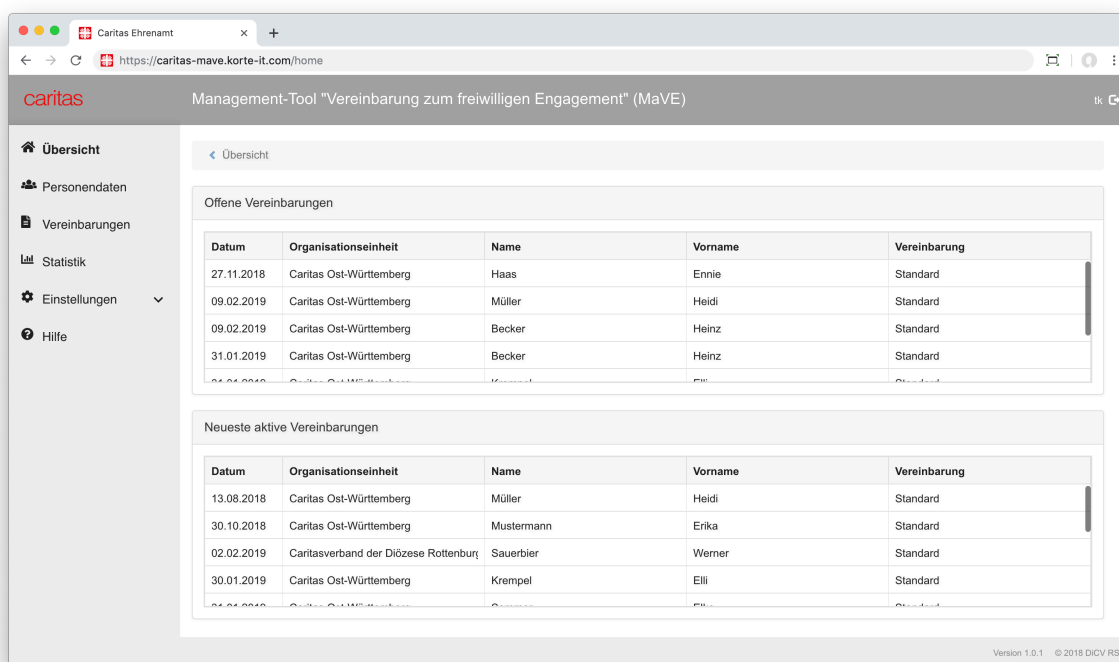 Caritas Ehrenamt
https://caritas-mave.korte-it.com/home
caritas
Management-Tool "Vereinbarung zum freiwilligen Engagement" (MaVE)
tk
Übersicht
Personendaten
Vereinbarungen
Statistik
Einstellungen
Hilfe
Übersicht
Offene Vereinbarungen
Datum Organisationseinheit Name Vorname Vereinbarung
27.11.2018 Caritas Ost-Württemberg Haas Ennie Standard
09.02.2019 Caritas Ost-Württemberg Müller Heidi Standard
09.02.2019 Caritas Ost-Württemberg Becker Heinz Standard
31.01.2019 Caritas Ost-Württemberg Becker Heinz Standard
Neueste aktive Vereinbarungen
Datum Organisationseinheit Name Vorname Vereinbarung
13.08.2018 Caritas Ost-Württemberg Müller Heidi Standard
30.10.2018 Caritas Ost-Württemberg Mustermann Erika Standard
02.02.2019 Caritasverband der Diözese Rottenburg Sauerbier Werner Standard
30.01.2019 Caritas Ost-Württemberg Krempel Elli Standard
Version 1.0.1 © 2018 DiCV RS